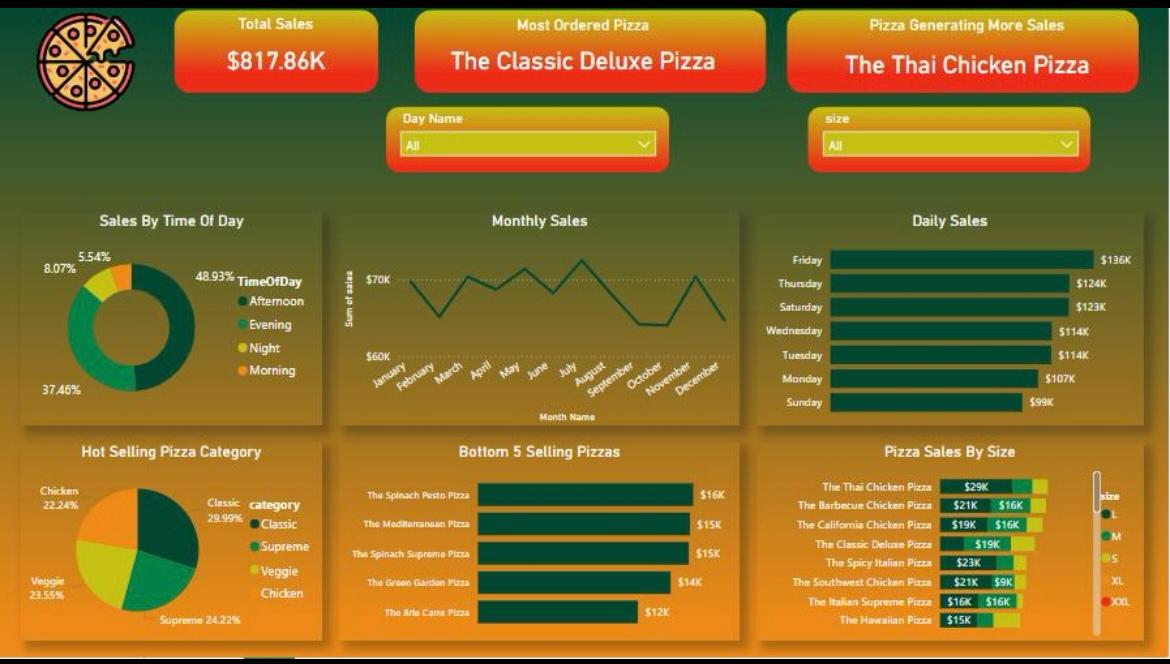 Total Sales
$817.86K
Most Ordered Pizza
The Classic Deluxe Pizza
Pizza Generating More Sales
The Thai Chicken Pizza
Day Name
All
size
All
Sales By Time Of Day
5.54%
8.07%
48.93%
37.46%
TimeOfDay
Afternoon
Evening
Night
Morning
Monthly Sales
Sum of sales
$70K
$60K
January
February
March
April
May
June
July
August
September
October
November
December
Month Name
Daily Sales
Friday $136K
Thursday $124K
Saturday $123K
Wednesday $114K
Tuesday $114K
Monday $107K
Sunday $99K
Hot Selling Pizza Category
Chicken
22.24%
Classic
29.99%
Veggie
23.55%
Supreme 24.22%
category
Classic
Supreme
Veggie
Chicken
Bottom 5 Selling Pizzas
The Spinach Pesto Pizza $16K
The Mediterranean Pizza $15K
The Spinach Supreme Pizza $15K
The Green Garden Pizza $14K
The Brie Carre Pizza $12K
Pizza Sales By Size
The Thai Chicken Pizza $29K
The Barbecue Chicken Pizza $21K $16K
The California Chicken Pizza $19K $16K
The Classic Deluxe Pizza $19K
The Spicy Italian Pizza $23K
The Southwest Chicken Pizza $21K $9K
The Italian Supreme Pizza $16K $16K
The Hawaiian Pizza $15K
size
L
M
S
XL
XXL